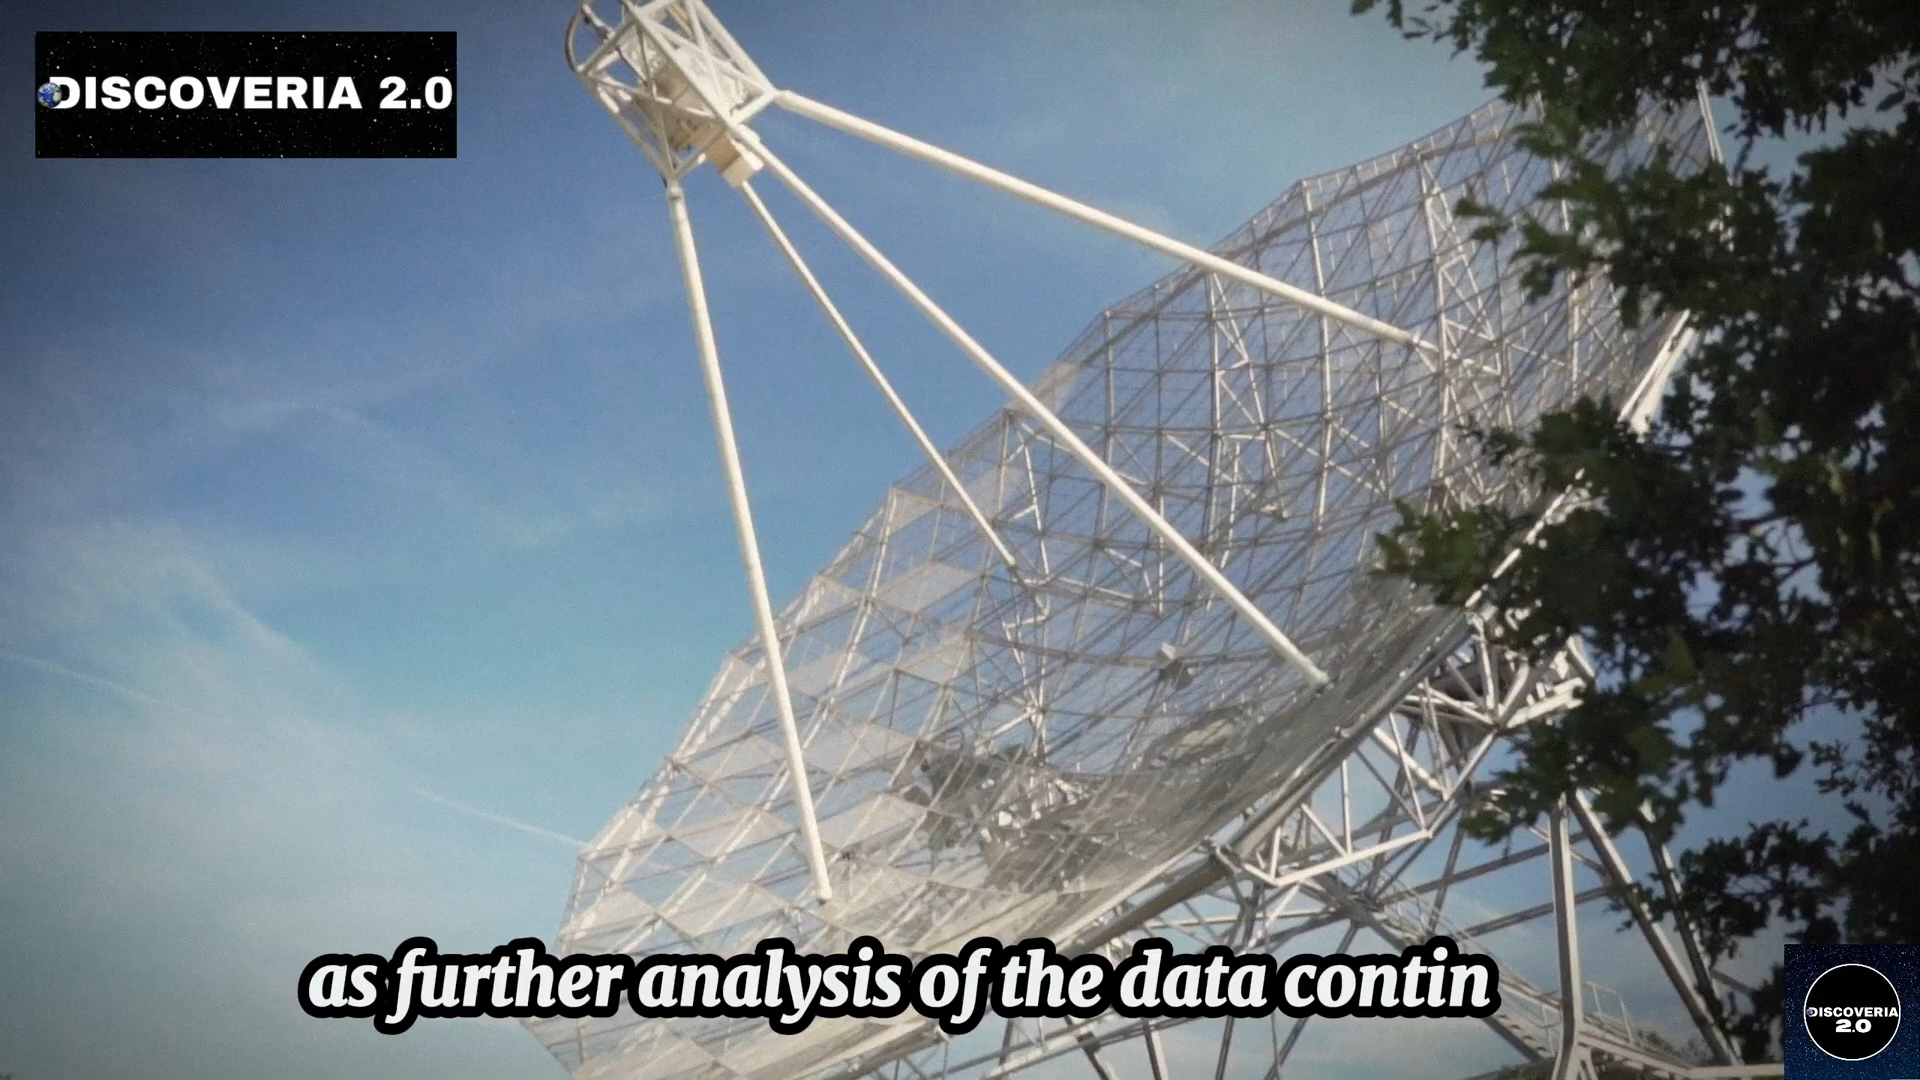 DISCOVERIA 2.0
as further analysis of the data contin
DISCOVERIA
2.0